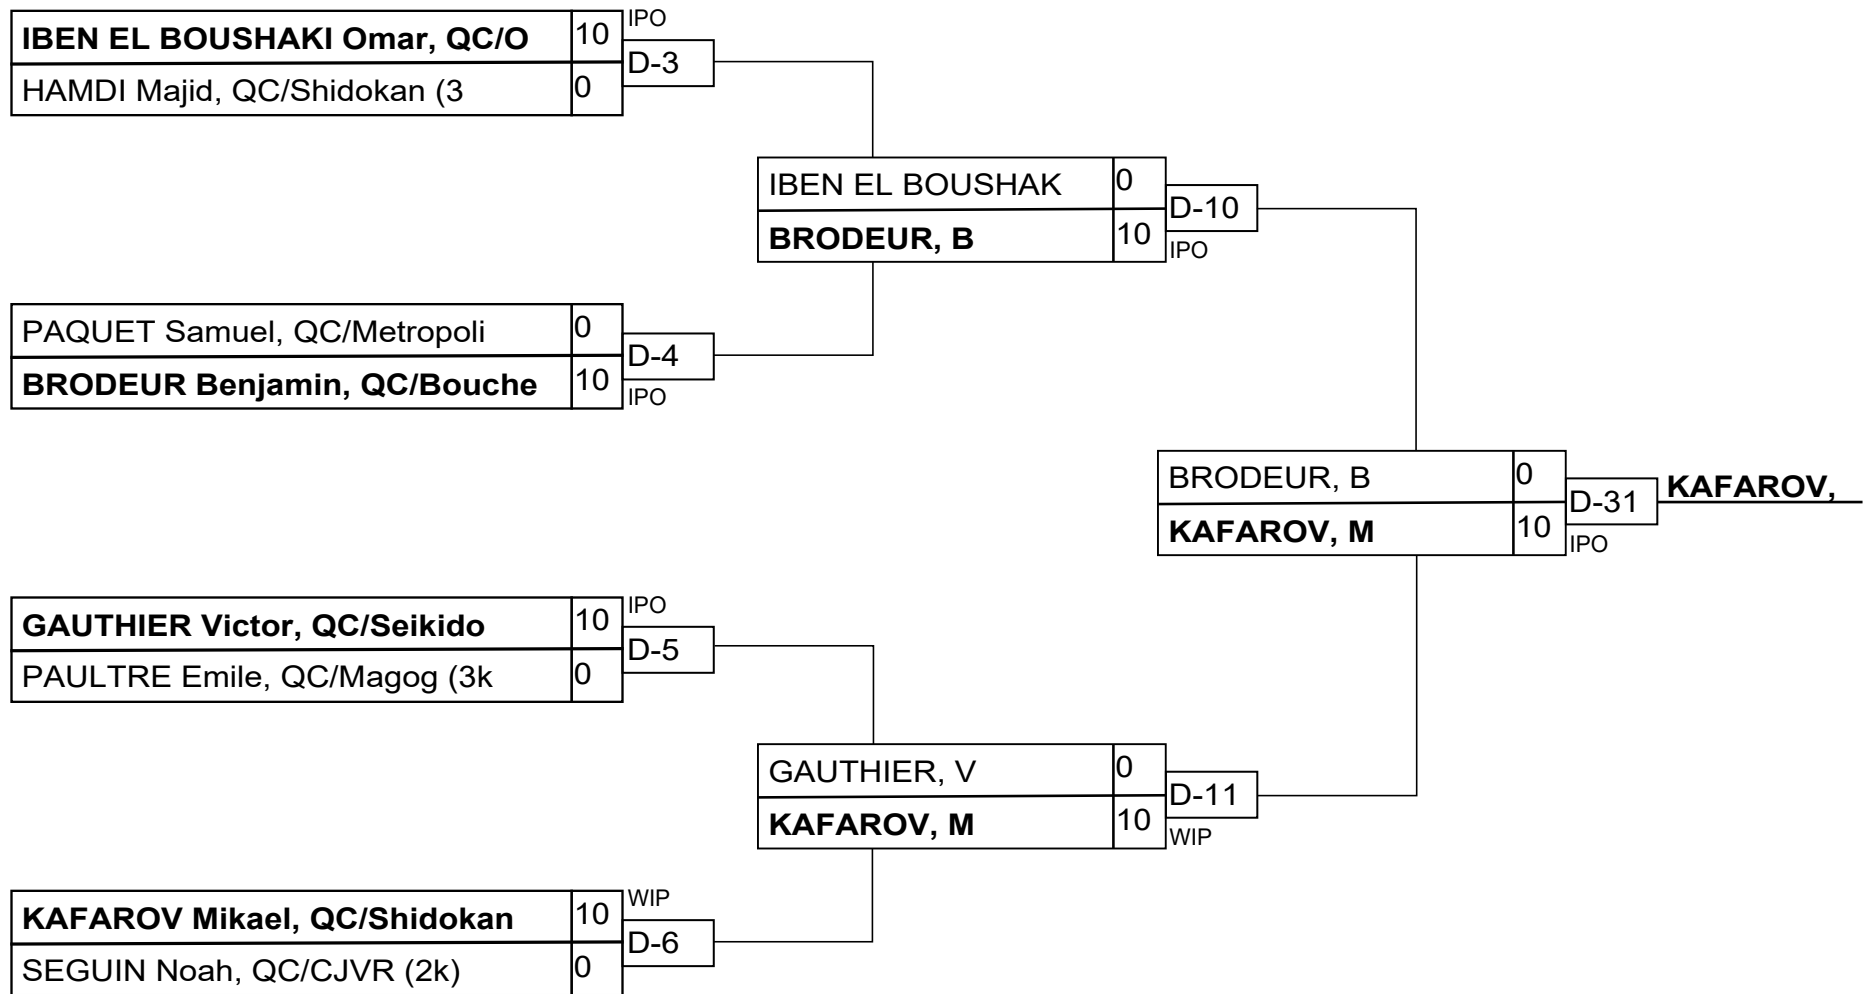 IBEN EL BOUSHAKI Omar, QC/O 10 IPO
D-3
HAMDI Majid, QC/Shidokan (3 0
IBEN EL BOUSHAK 0
D-10
BRODEUR, B 10 IPO
PAQUET Samuel, QC/Metropoli 0
D-4
BRODEUR Benjamin, QC/Bouche 10 IPO
BRODEUR, B 0
D-31 KAFAROV,
KAFAROV, M 10 IPO
GAUTHIER Victor, QC/Seikido 10 IPO
D-5
PAULTRE Emile, QC/Magog (3k 0
GAUTHIER, V 0
D-11
KAFAROV, M 10 WIP
KAFAROV Mikael, QC/Shidokan 10 WIP
D-6
SEGUIN Noah, QC/CJVR (2k) 0